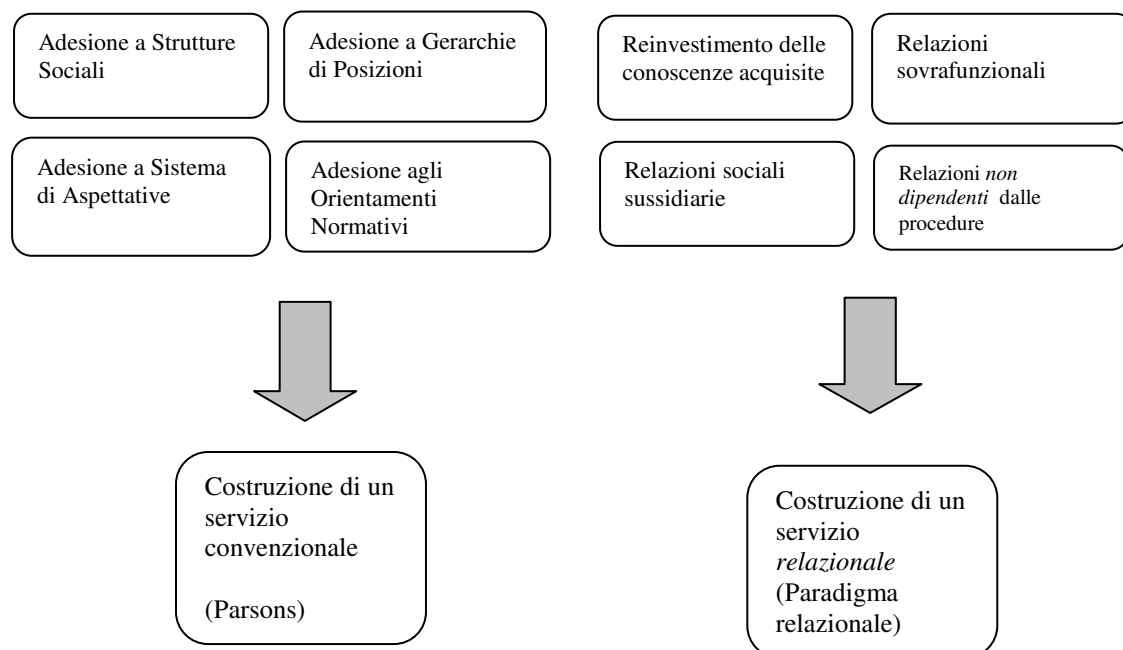 Adesione a Strutture
Sociali
Adesione a Gerarchie
di Posizioni
Reinvestimento delle
conoscenze acquisite
Relazioni
sovrafunzionali
Adesione a Sistema
di Aspettative
Adesione agli
Orientamenti
Normativi
Relazioni sociali
sussidiarie
Relazioni non
dipendenti dalle
procedure
Costruzione di un
servizio
convenzionale
(Parsons)
Costruzione di un
servizio
relazionale
(Paradigma
relazionale)